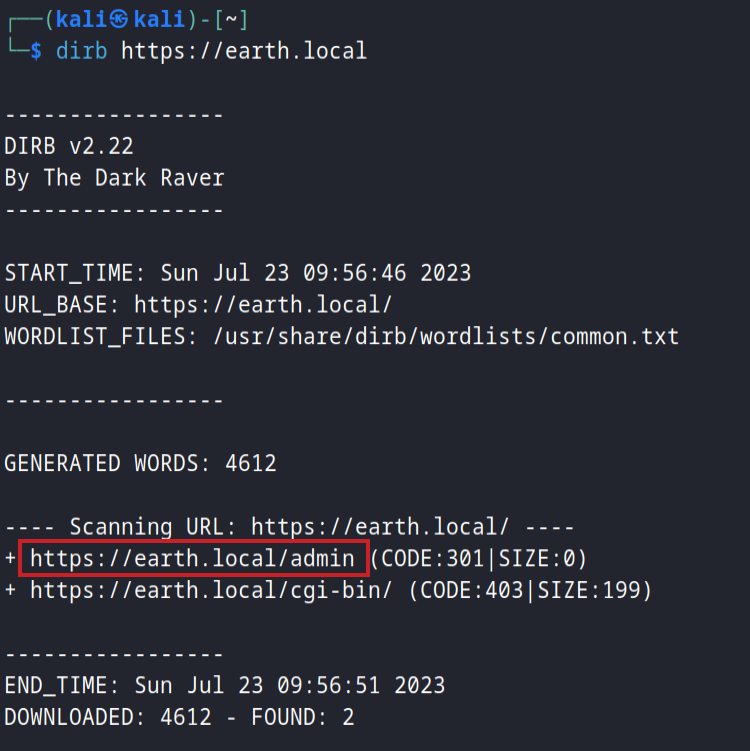 ┌──(kali㉿kali)-[~]
└─$ dirb https://earth.local
-----------------
DIRB v2.22
By The Dark Raver
-----------------
START_TIME: Sun Jul 23 09:56:46 2023
URL_BASE: https://earth.local/
WORDLIST_FILES: /usr/share/dirb/wordlists/common.txt
-----------------
GENERATED WORDS: 4612
---- Scanning URL: https://earth.local/ ----
+ https://earth.local/admin (CODE:301|SIZE:0)
+ https://earth.local/cgi-bin/ (CODE:403|SIZE:199)
-----------------
END_TIME: Sun Jul 23 09:56:51 2023
DOWNLOADED: 4612 - FOUND: 2